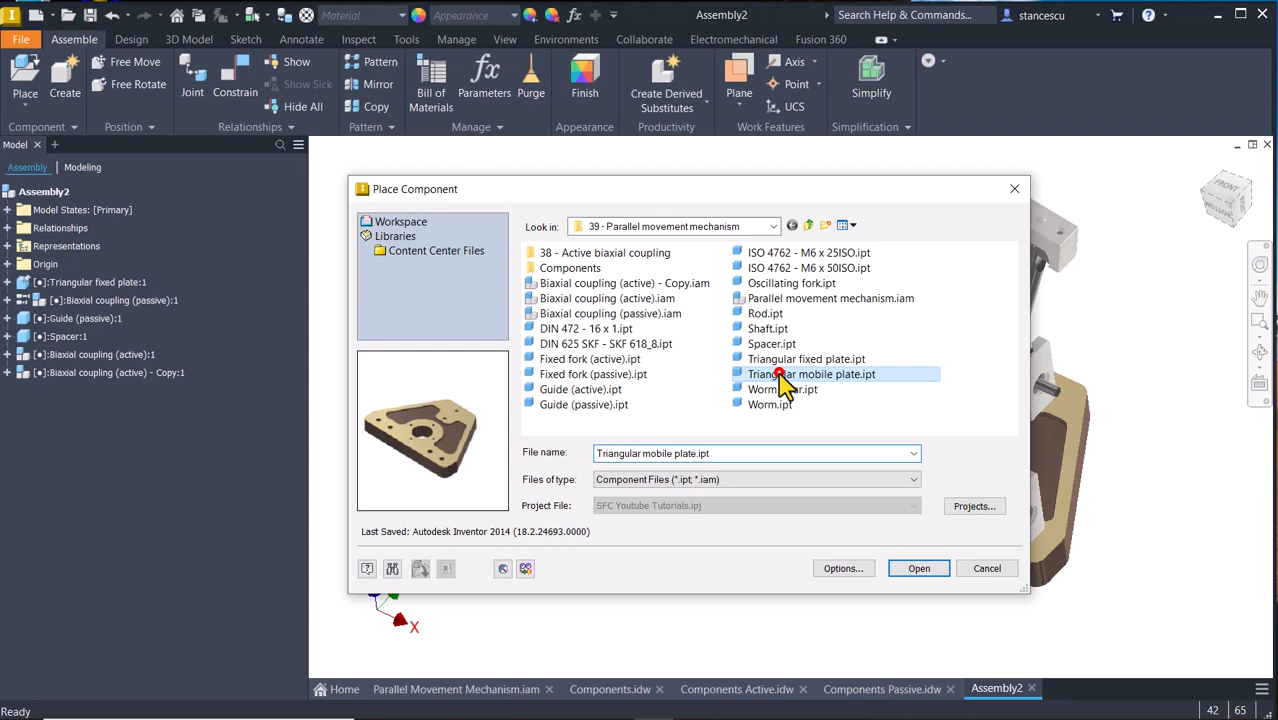 Material
Appearance
Assembly2
Search Help & Commands...
stancescu
File
Assemble
Design
3D Model
Sketch
Annotate
Inspect
Tools
Manage
View
Environments
Collaborate
Electromechanical
Fusion 360
Place
Create
Free Move
Free Rotate
Joint
Constrain
Show
Show Sick
Hide All
Pattern
Mirror
Copy
Bill of
Materials
Parameters
Purge
Finish
Create Derived
Substitutes
Plane
Axis
Point
UCS
Simplify
Component
Position
Relationships
Pattern
Manage
Appearance
Productivity
Work Features
Simplification
Model
Assembly
Modeling
Assembly2
Model States: [Primary]
Relationships
Representations
Origin
[●]:Triangular fixed plate:1
[●]:Biaxial coupling (passive):1
[●]:Guide (passive):1
[●]:Spacer:1
[●]:Biaxial coupling (active):1
[●]:Biaxial coupling (active) - Copy:1
Place Component
Workspace
Libraries
Content Center Files
Look in:
39 - Parallel movement mechanism
38 - Active biaxial coupling
Components
Biaxial coupling (active) - Copy.iam
Biaxial coupling (active).iam
Biaxial coupling (passive).iam
DIN 472 - 16 x 1.ipt
DIN 625 SKF - SKF 618_8.ipt
Fixed fork (active).ipt
Fixed fork (passive).ipt
Guide (active).ipt
Guide (passive).ipt
ISO 4762 - M6 x 25ISO.ipt
ISO 4762 - M6 x 50ISO.ipt
Oscillating fork.ipt
Parallel movement mechanism.iam
Rod.ipt
Shaft.ipt
Spacer.ipt
Triangular fixed plate.ipt
Triangular mobile plate.ipt
Worm.ipt
File name:
Triangular mobile plate.ipt
Files of type:
Component Files (*.ipt; *.iam)
Project File:
SFC Youtube Tutorials.ipj
Projects...
Last Saved: Autodesk Inventor 2014 (18.2.24693.0000)
Options...
Open
Cancel
FRONT
BOTTOM
X
Home
Parallel Movement Mechanism.iam
Components.idw
Components Active.idw
Components Passive.idw
Assembly2
Ready
42
65